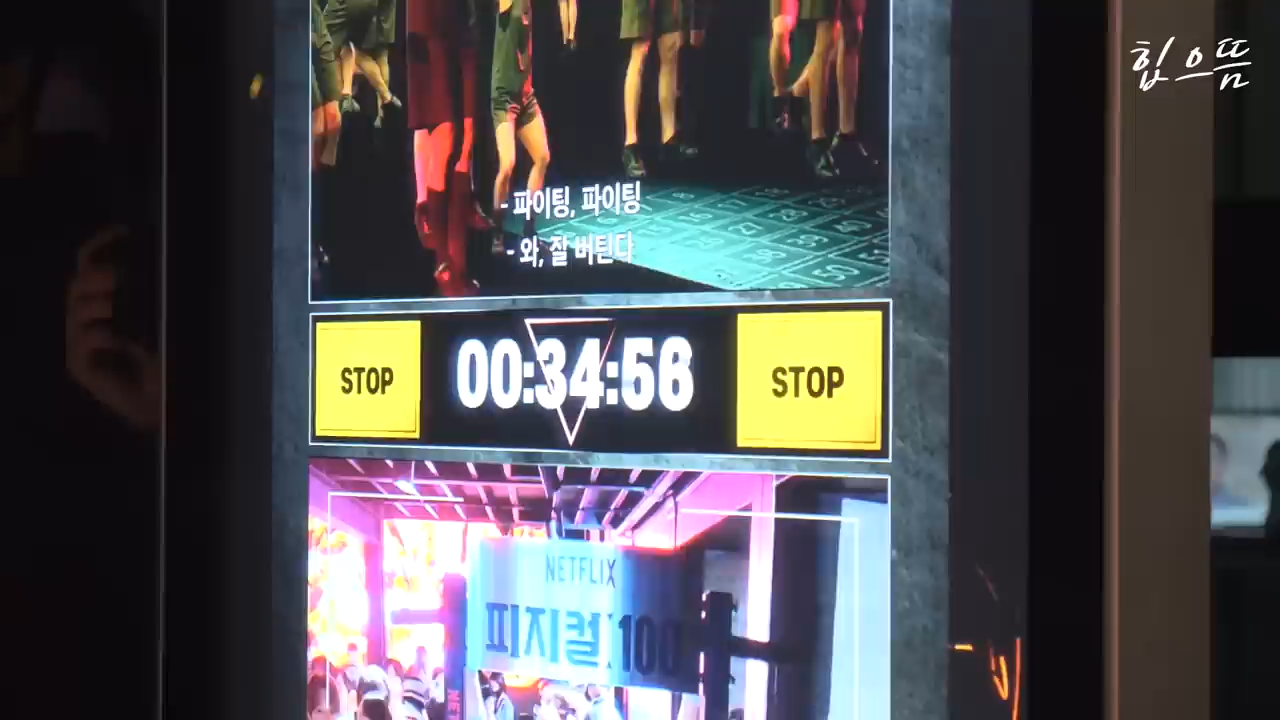 힙으뜸
- 파이팅, 파이팅
- 와, 잘 버틴다
STOP
00:34:56
STOP
NETFLIX
피지컬:100